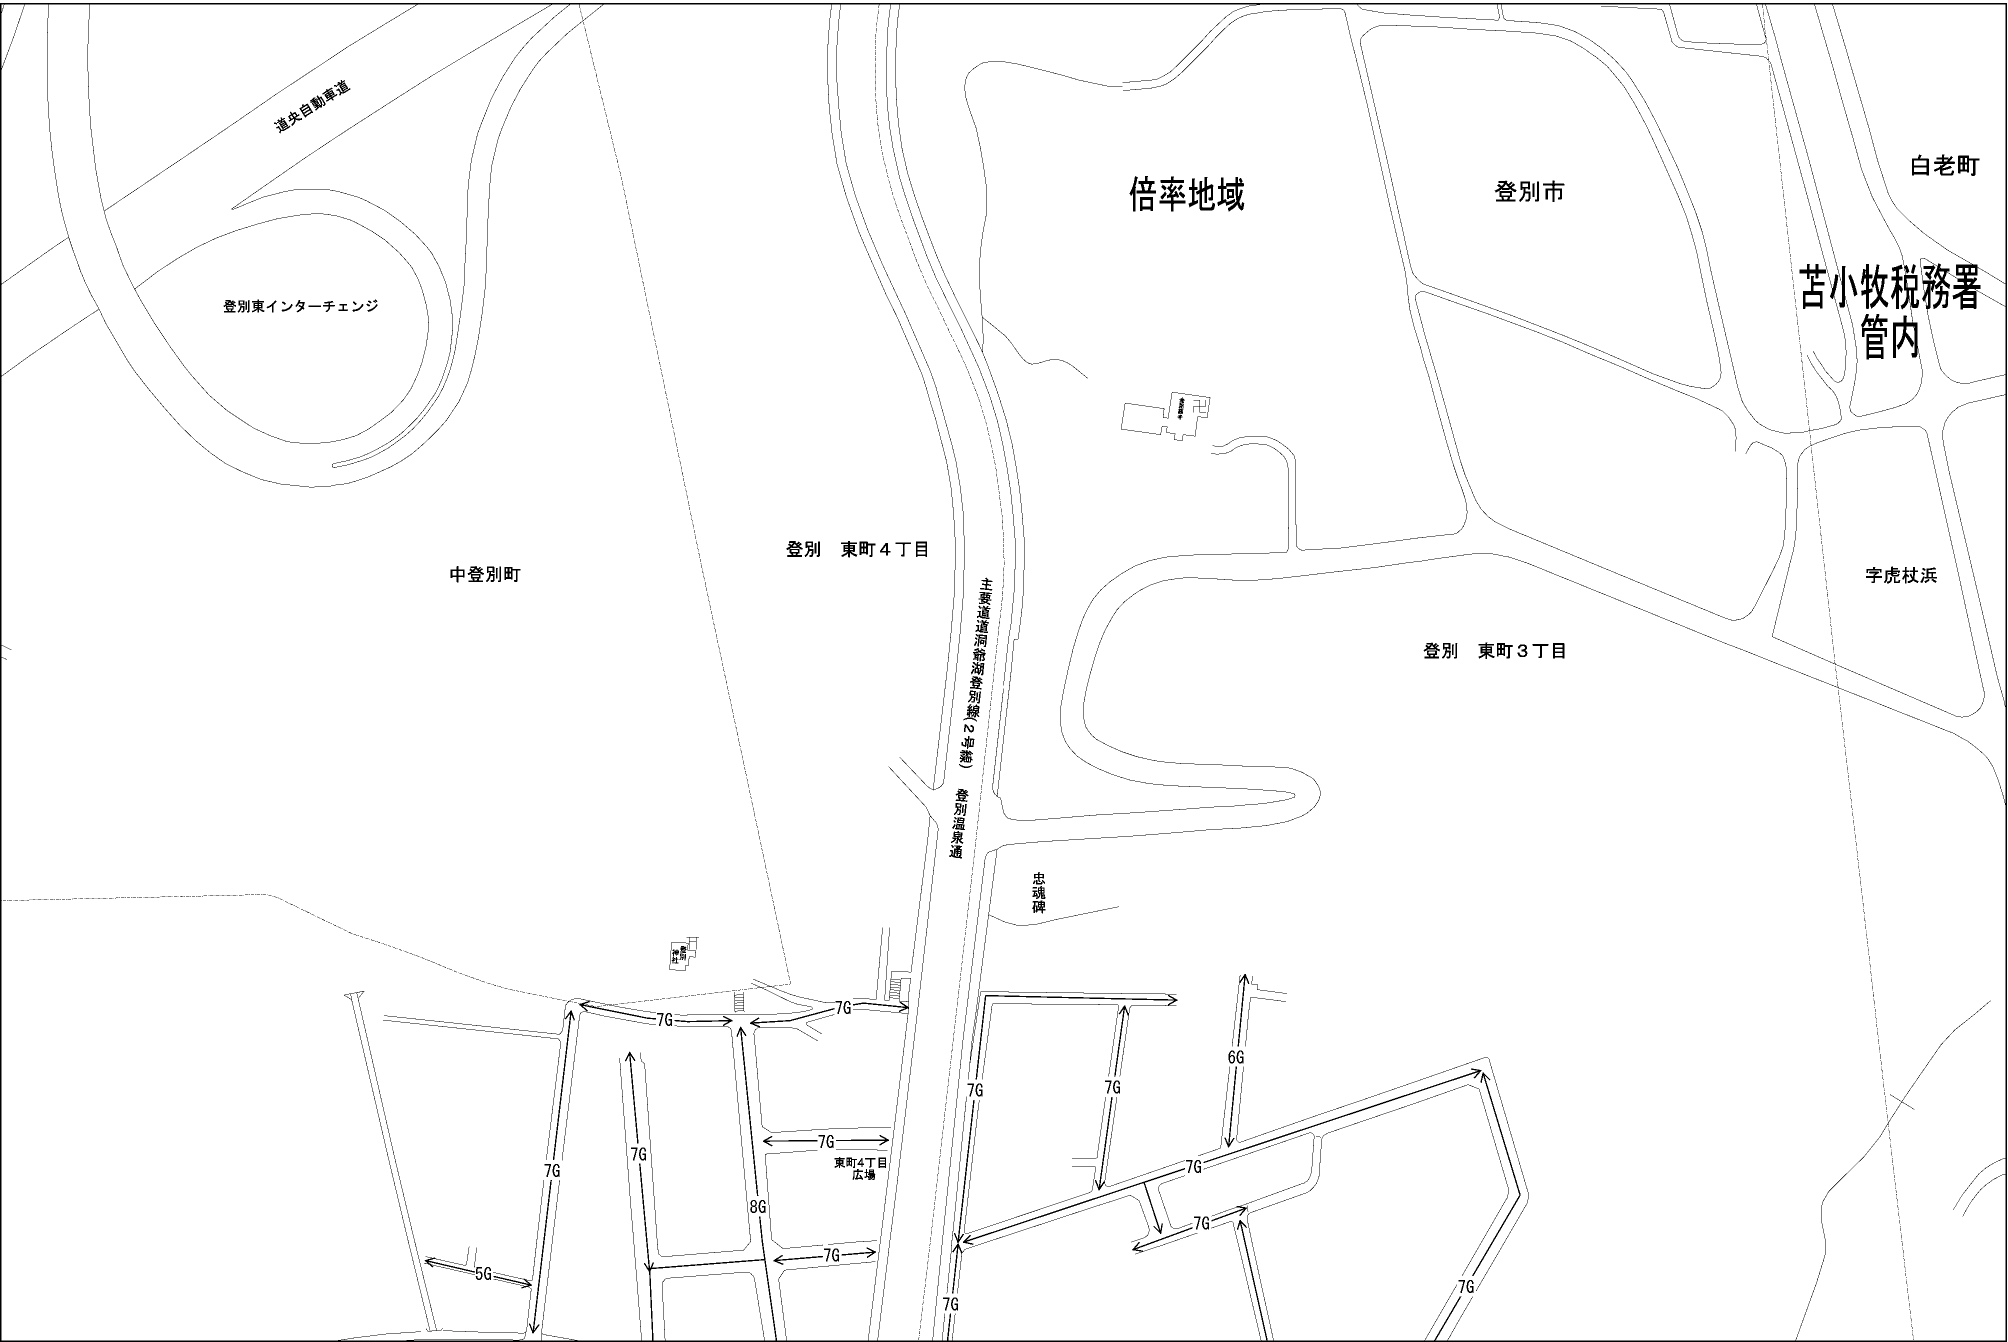 道央自動車道
倍率地域
登別市
白老町
苫小牧税務署
管内
登別東インターチェンジ
中登別町
登別 東町４丁目
字虎杖浜
登別 東町３丁目
主要道道洞爺湖登別線(２号線) 登別温泉通
忠魂碑
登別
神社
7G
7G
7G
7G
6G
7G
7G
東町4丁目
広場
7G
7G
7G
8G
7G
7G
5G
7G
7G